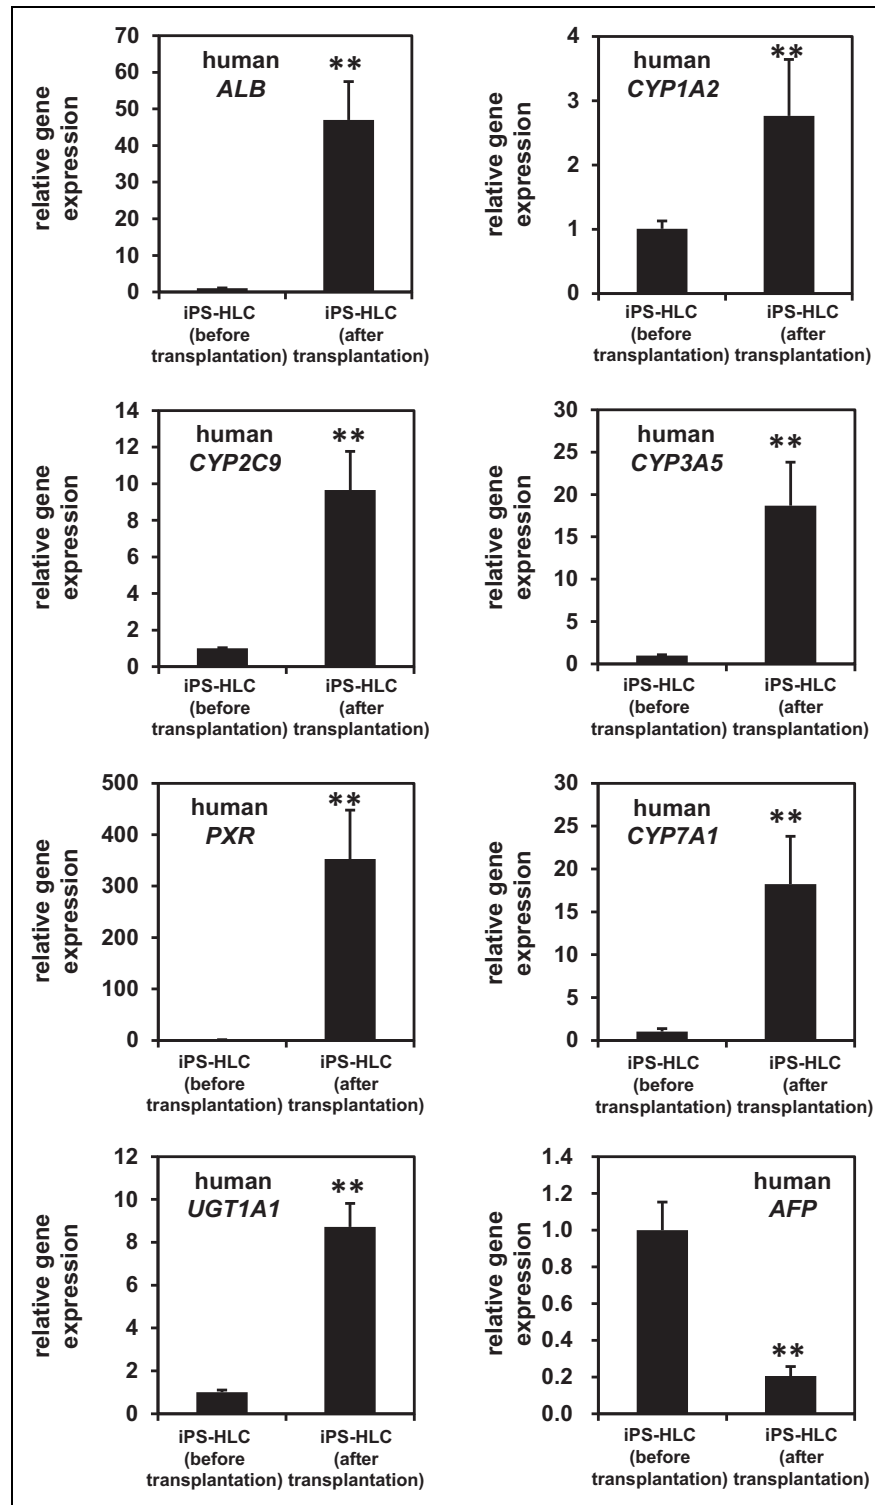 relative gene
expression
70
60
50
40
30
20
10
0
human
ALB
**
iPS-HLC
(before
transplantation)
iPS-HLC
(after
transplantation)
relative gene
expression
4
3
2
1
0
human
CYP1A2
**
iPS-HLC
(before
transplantation)
iPS-HLC
(after
transplantation)
relative gene
expression
14
12
10
8
6
4
2
0
human
CYP2C9
**
iPS-HLC
(before
transplantation)
iPS-HLC
(after
transplantation)
relative gene
expression
30
25
20
15
10
5
0
human
CYP3A5
**
iPS-HLC
(before
transplantation)
iPS-HLC
(after
transplantation)
relative gene
expression
500
400
300
200
100
0
human
PXR
**
iPS-HLC
(before
transplantation)
iPS-HLC
(after
transplantation)
relative gene
expression
30
25
20
15
10
5
0
human
CYP7A1
**
iPS-HLC
(before
transplantation)
iPS-HLC
(after
transplantation)
relative gene
expression
12
10
8
6
4
2
0
human
UGT1A1
**
iPS-HLC
(before
transplantation)
iPS-HLC
(after
transplantation)
relative gene
expression
1.4
1.2
1.0
0.8
0.6
0.4
0.2
0.0
human
AFP
**
iPS-HLC
(before
transplantation)
iPS-HLC
(after
transplantation)